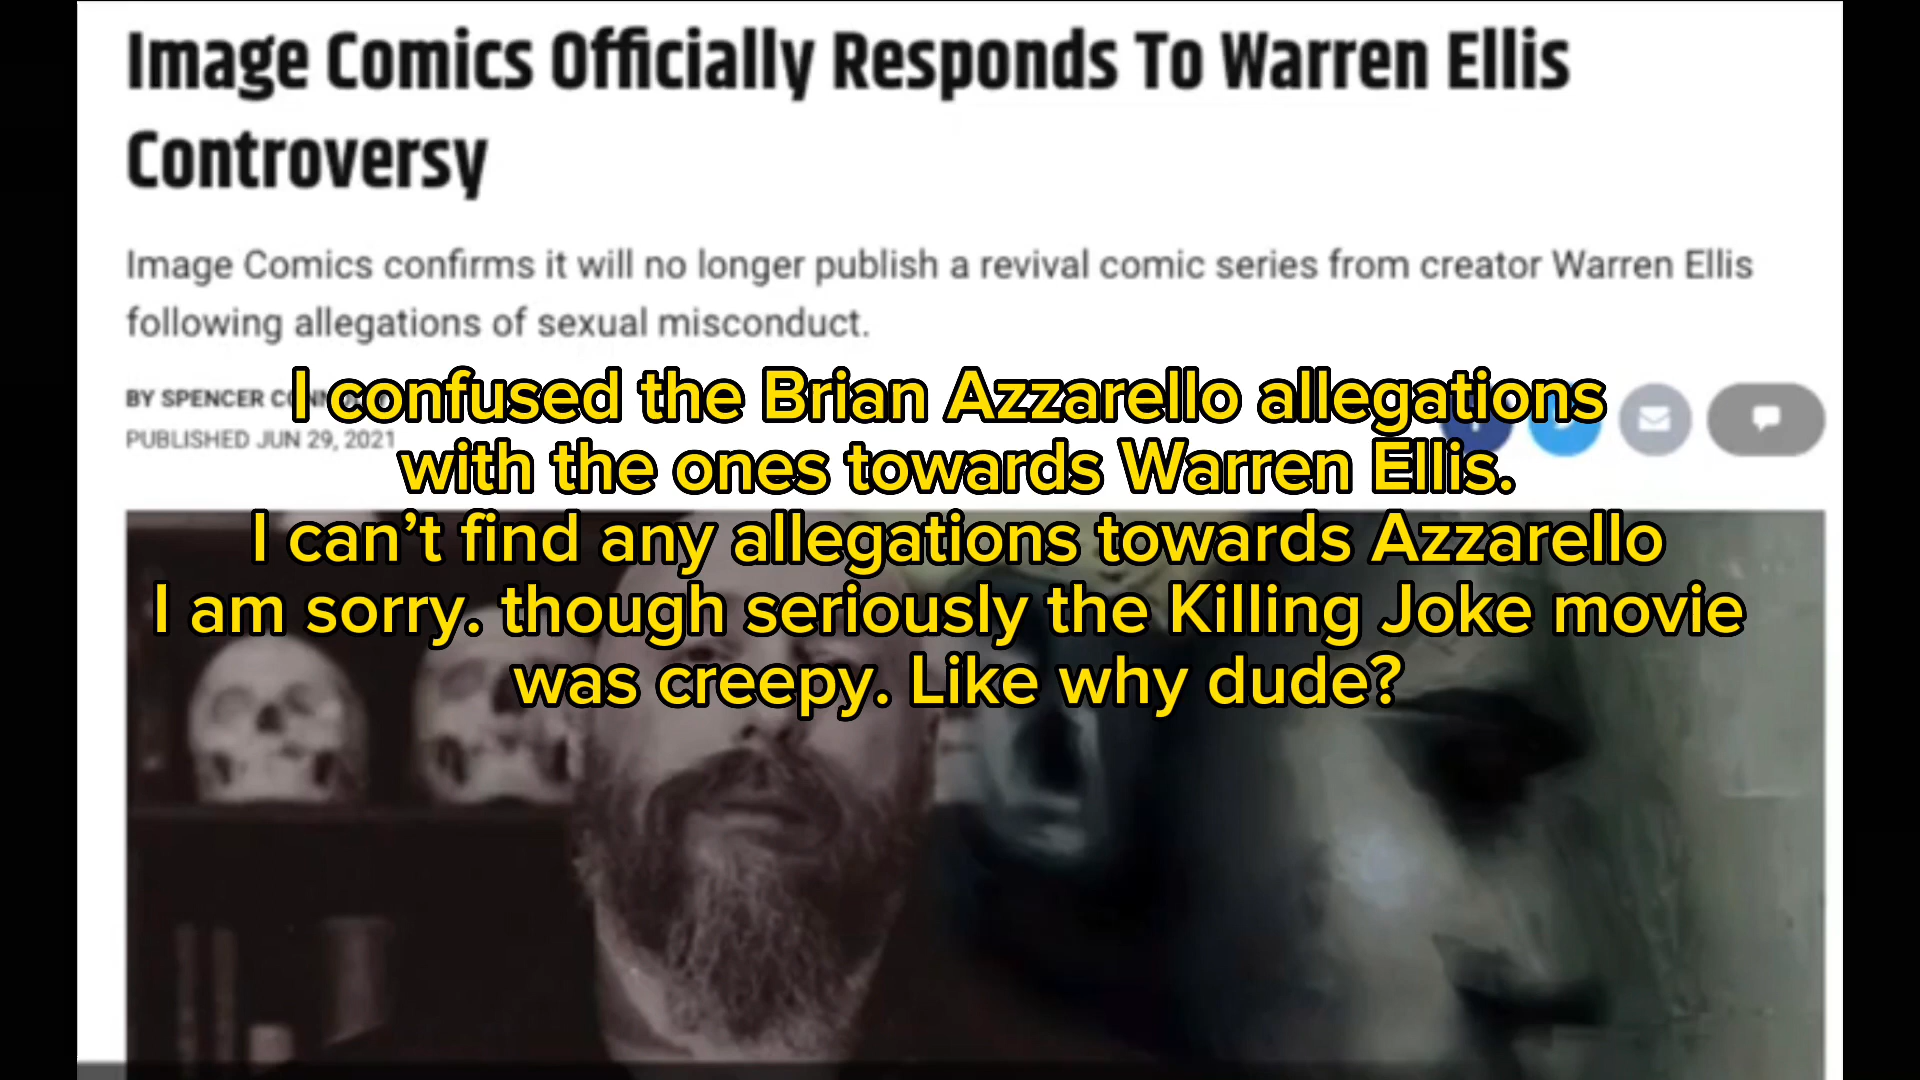 Image Comics Officially Responds To Warren Ellis
Controversy
Image Comics confirms it will no longer publish a revival comic series from creator Warren Ellis
following allegations of sexual misconduct.
BY SPENCER
PUBLISHED JUN 29, 2021
I confused the Brian Azzarello allegations
with the ones towards Warren Ellis.
I can’t find any allegations towards Azzarello
I am sorry. though seriously the Killing Joke movie
was creepy. Like why dude?